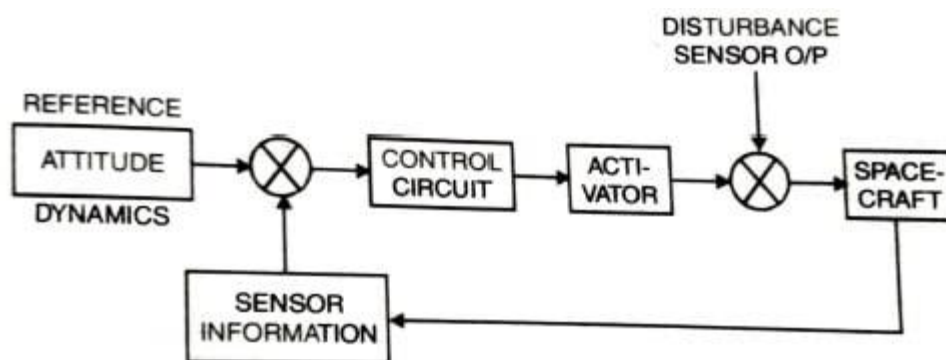 DISTURBANCE
SENSOR O/P
REFERENCE
ATTITUDE
DYNAMICS
CONTROL
CIRCUIT
ACTI-
VATOR
SPACE-
CRAFT
SENSOR
INFORMATION